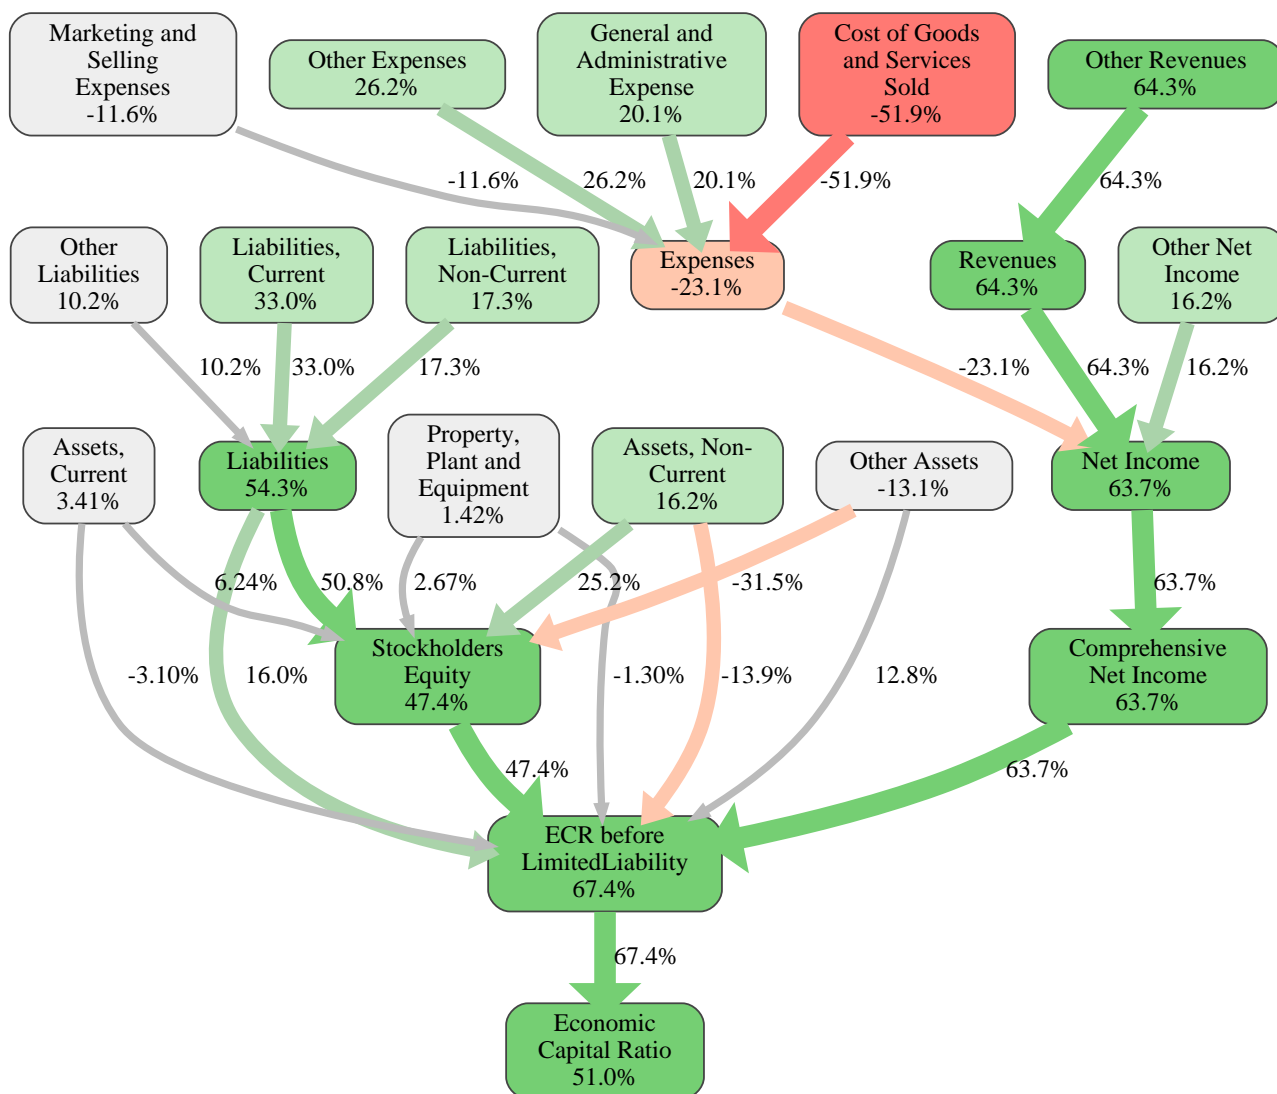 Marketing and
Selling
Expenses
-11.6%
Other Expenses
26.2%
General and
Administrative
Expense
20.1%
Cost of Goods
and Services
Sold
-51.9%
Other Revenues
64.3%
-11.6%
26.2%
20.1%
-51.9%
64.3%
Other
Liabilities
10.2%
Liabilities,
Current
33.0%
Liabilities,
Non-Current
17.3%
Expenses
-23.1%
Revenues
64.3%
Other Net
Income
16.2%
10.2%
33.0%
17.3%
-23.1%
64.3%
16.2%
Assets,
Current
3.41%
Liabilities
54.3%
Property,
Plant and
Equipment
1.42%
Assets, Non-
Current
16.2%
Other Assets
-13.1%
Net Income
63.7%
6.24%
50.8%
2.67%
25.2%
-31.5%
63.7%
Stockholders
Equity
47.4%
Comprehensive
Net Income
63.7%
-3.10%
16.0%
-1.30%
-13.9%
12.8%
47.4%
63.7%
ECR before
LimitedLiability
67.4%
67.4%
Economic
Capital Ratio
51.0%